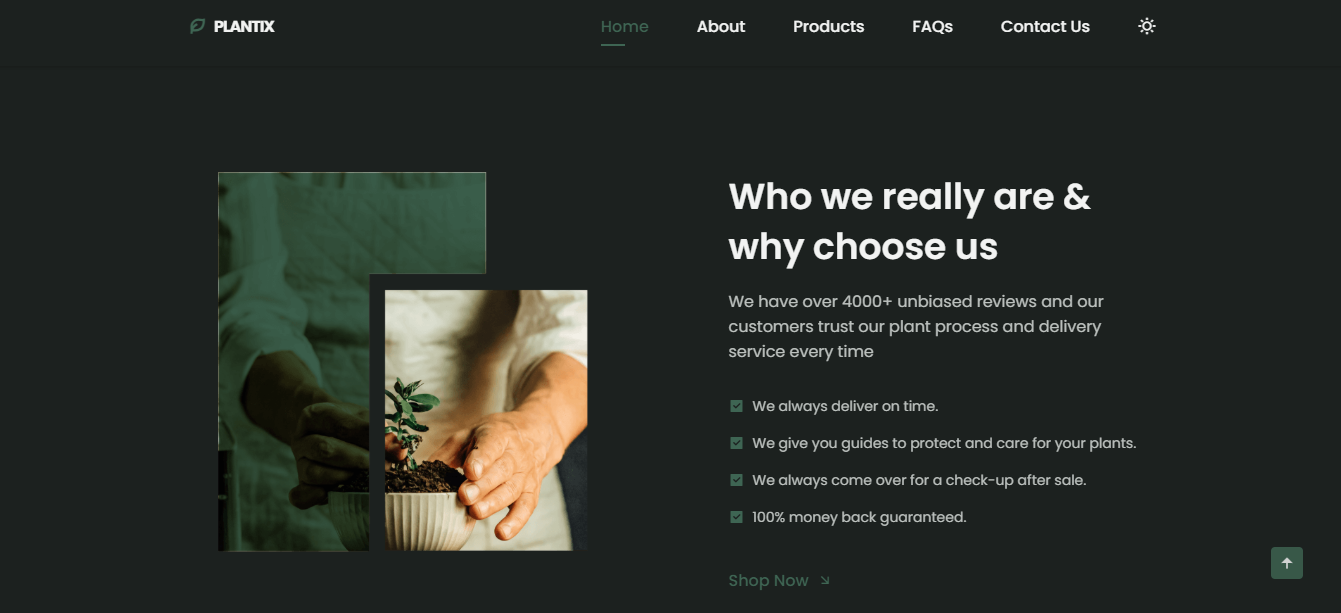 PLANTIX
Home
About
Products
FAQs
Contact Us
Who we really are &
why choose us
We have over 4000+ unbiased reviews and our
customers trust our plant process and delivery
service every time
We always deliver on time.
We give you guides to protect and care for your plants.
We always come over for a check-up after sale.
100% money back guaranteed.
Shop Now